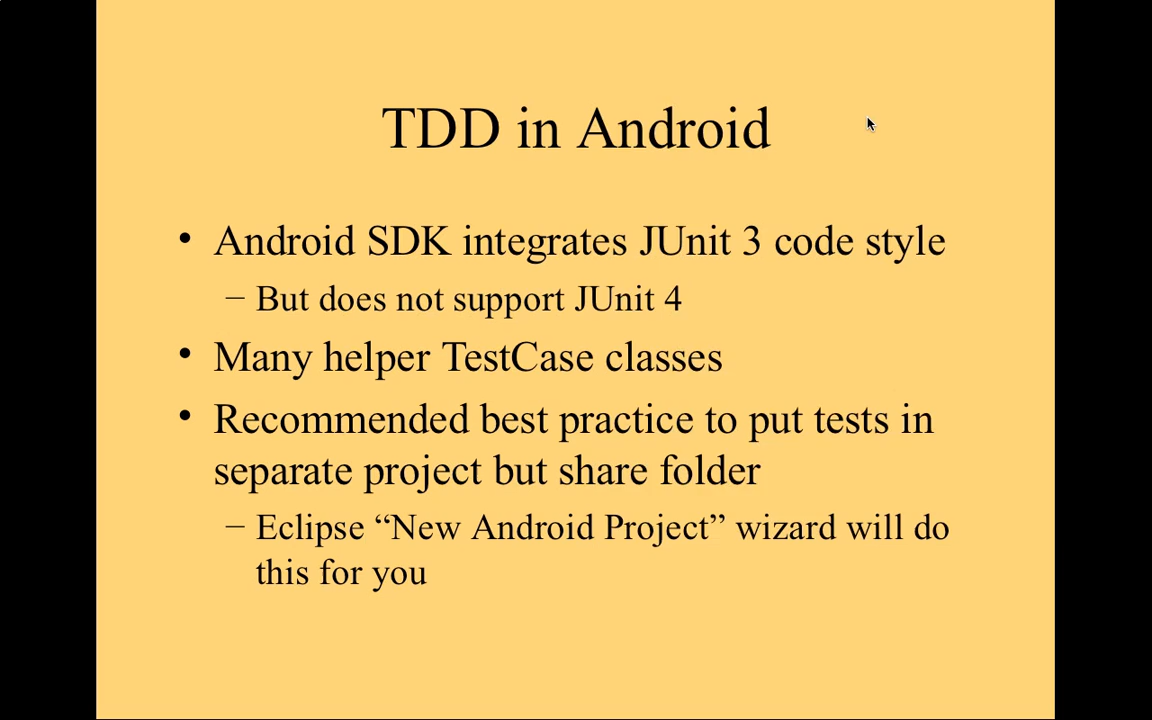 TDD in Android
• Android SDK integrates JUnit 3 code style
– But does not support JUnit 4
• Many helper TestCase classes
• Recommended best practice to put tests in
separate project but share folder
– Eclipse “New Android Project” wizard will do
this for you